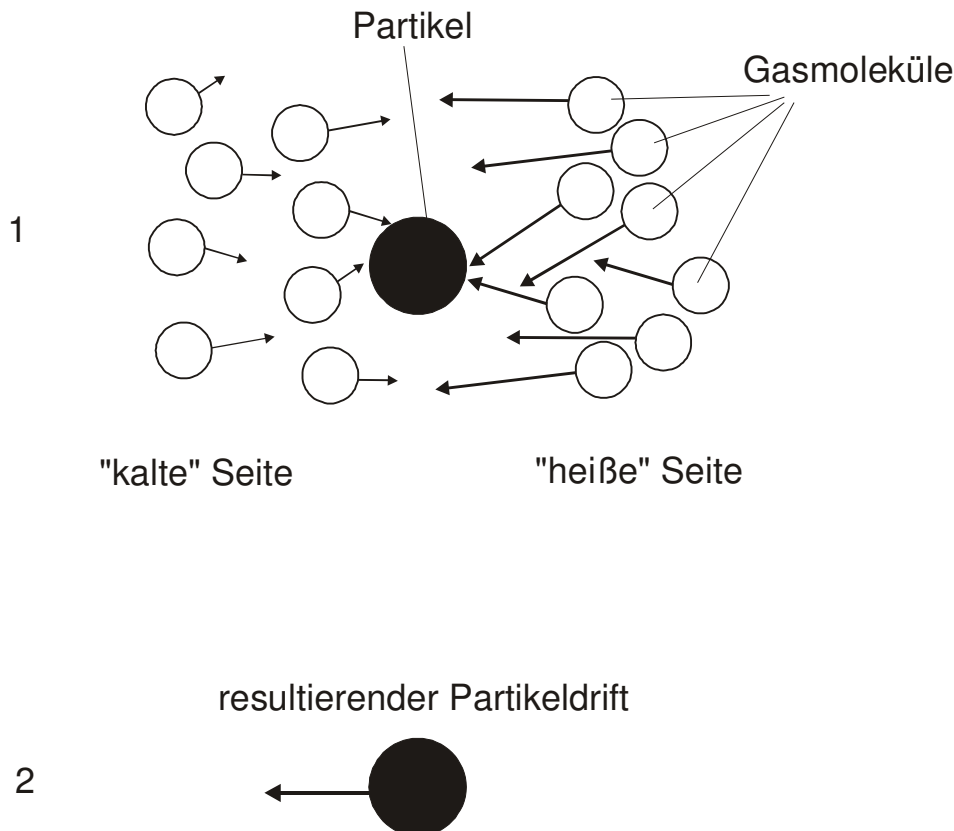 Partikel
Gasmoleküle
1
"kalte" Seite
"heiße" Seite
resultierender Partikeldrift
2